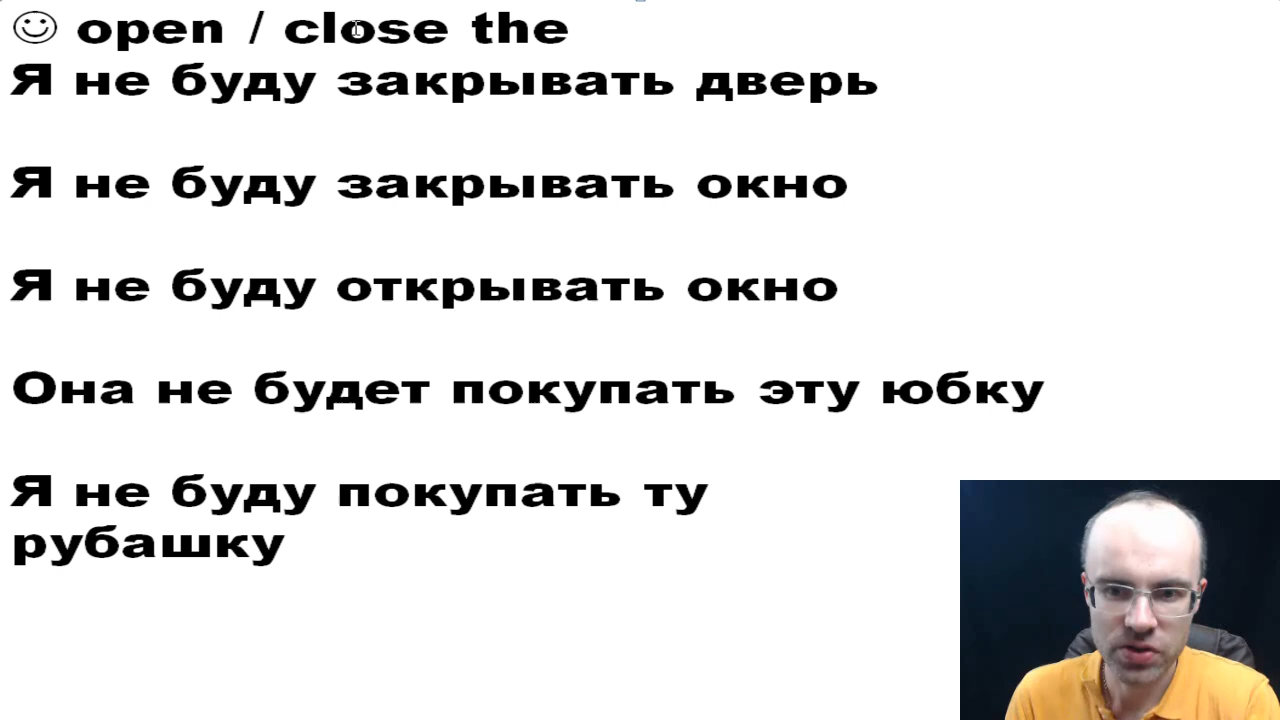 ☺ open / close the
Я не буду закрывать дверь
Я не буду закрывать окно
Я не буду открывать окно
Она не будет покупать эту юбку
Я не буду покупать ту
рубашку